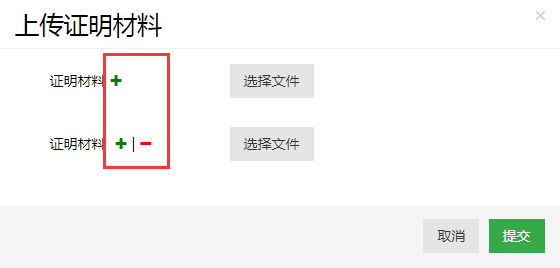 上传证明材料 ×
证明材料 + 选择文件
证明材料 + | - 选择文件
取消 提交